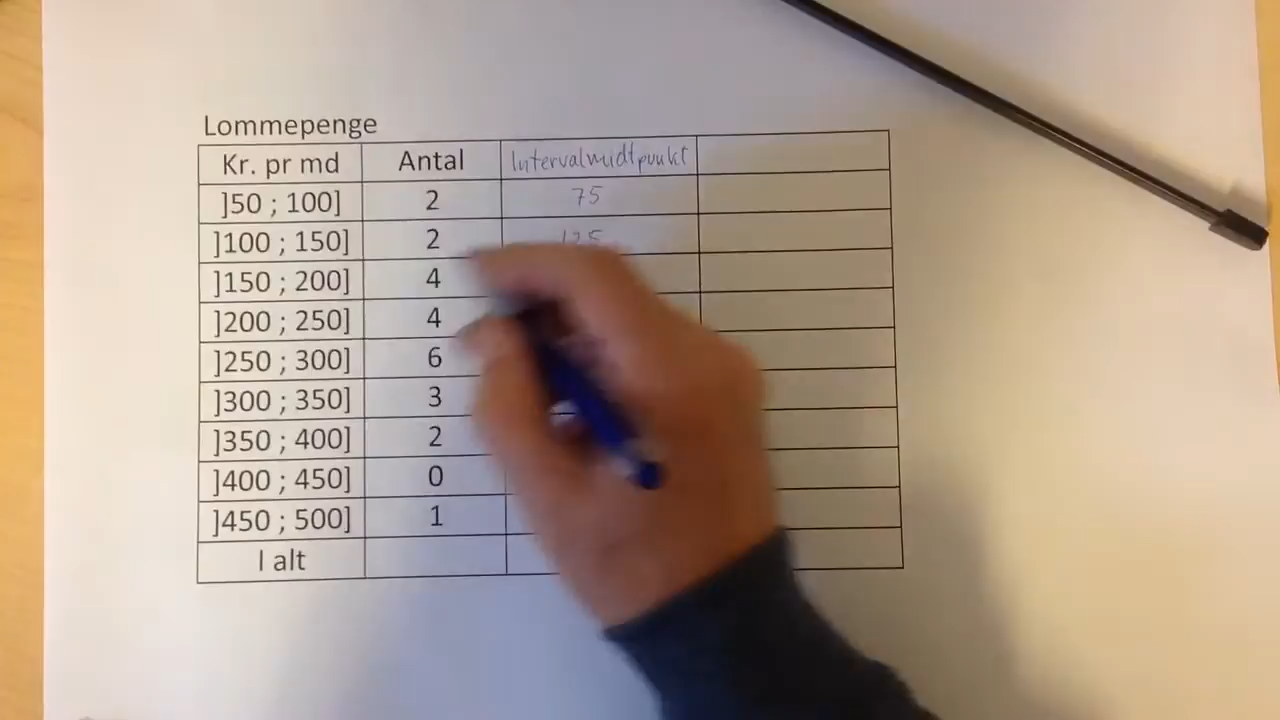 Lommepenge
Kr. pr md Antal Intervalmidtpunkt
]50 ; 100] 2 75
]100 ; 150] 2 125
]150 ; 200] 4
]200 ; 250] 4
]250 ; 300] 6
]300 ; 350] 3
]350 ; 400] 2
]400 ; 450] 0
]450 ; 500] 1
I alt